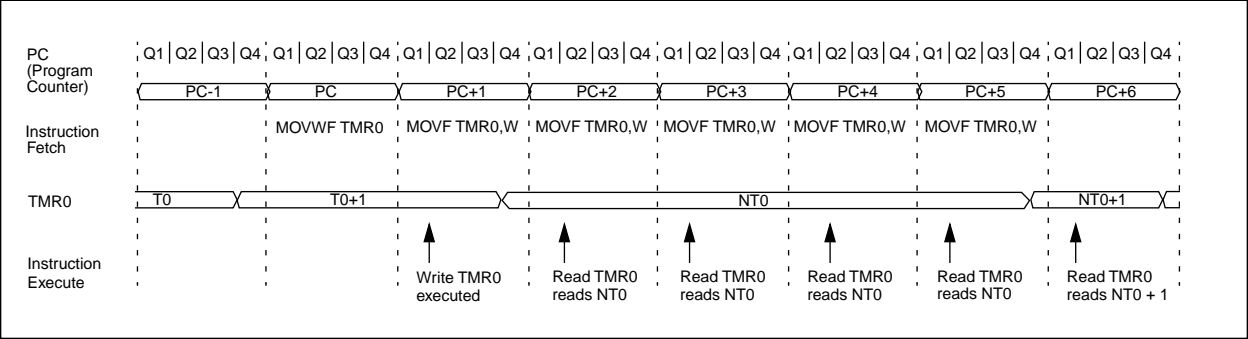 PC
(Program
Counter)
Q1 Q2 Q3 Q4 Q1 Q2 Q3 Q4 Q1 Q2 Q3 Q4 Q1 Q2 Q3 Q4 Q1 Q2 Q3 Q4 Q1 Q2 Q3 Q4 Q1 Q2 Q3 Q4 Q1 Q2 Q3 Q4
PC-1 PC PC+1 PC+2 PC+3 PC+4 PC+5 PC+6
Instruction
Fetch
MOVWF TMR0 MOVF TMR0,W MOVF TMR0,W MOVF TMR0,W MOVF TMR0,W MOVF TMR0,W
TMR0
T0 T0+1 NT0 NT0+1
Instruction
Execute
Write TMR0
executed
Read TMR0
reads NT0
Read TMR0
reads NT0
Read TMR0
reads NT0
Read TMR0
reads NT0
Read TMR0
reads NT0 + 1